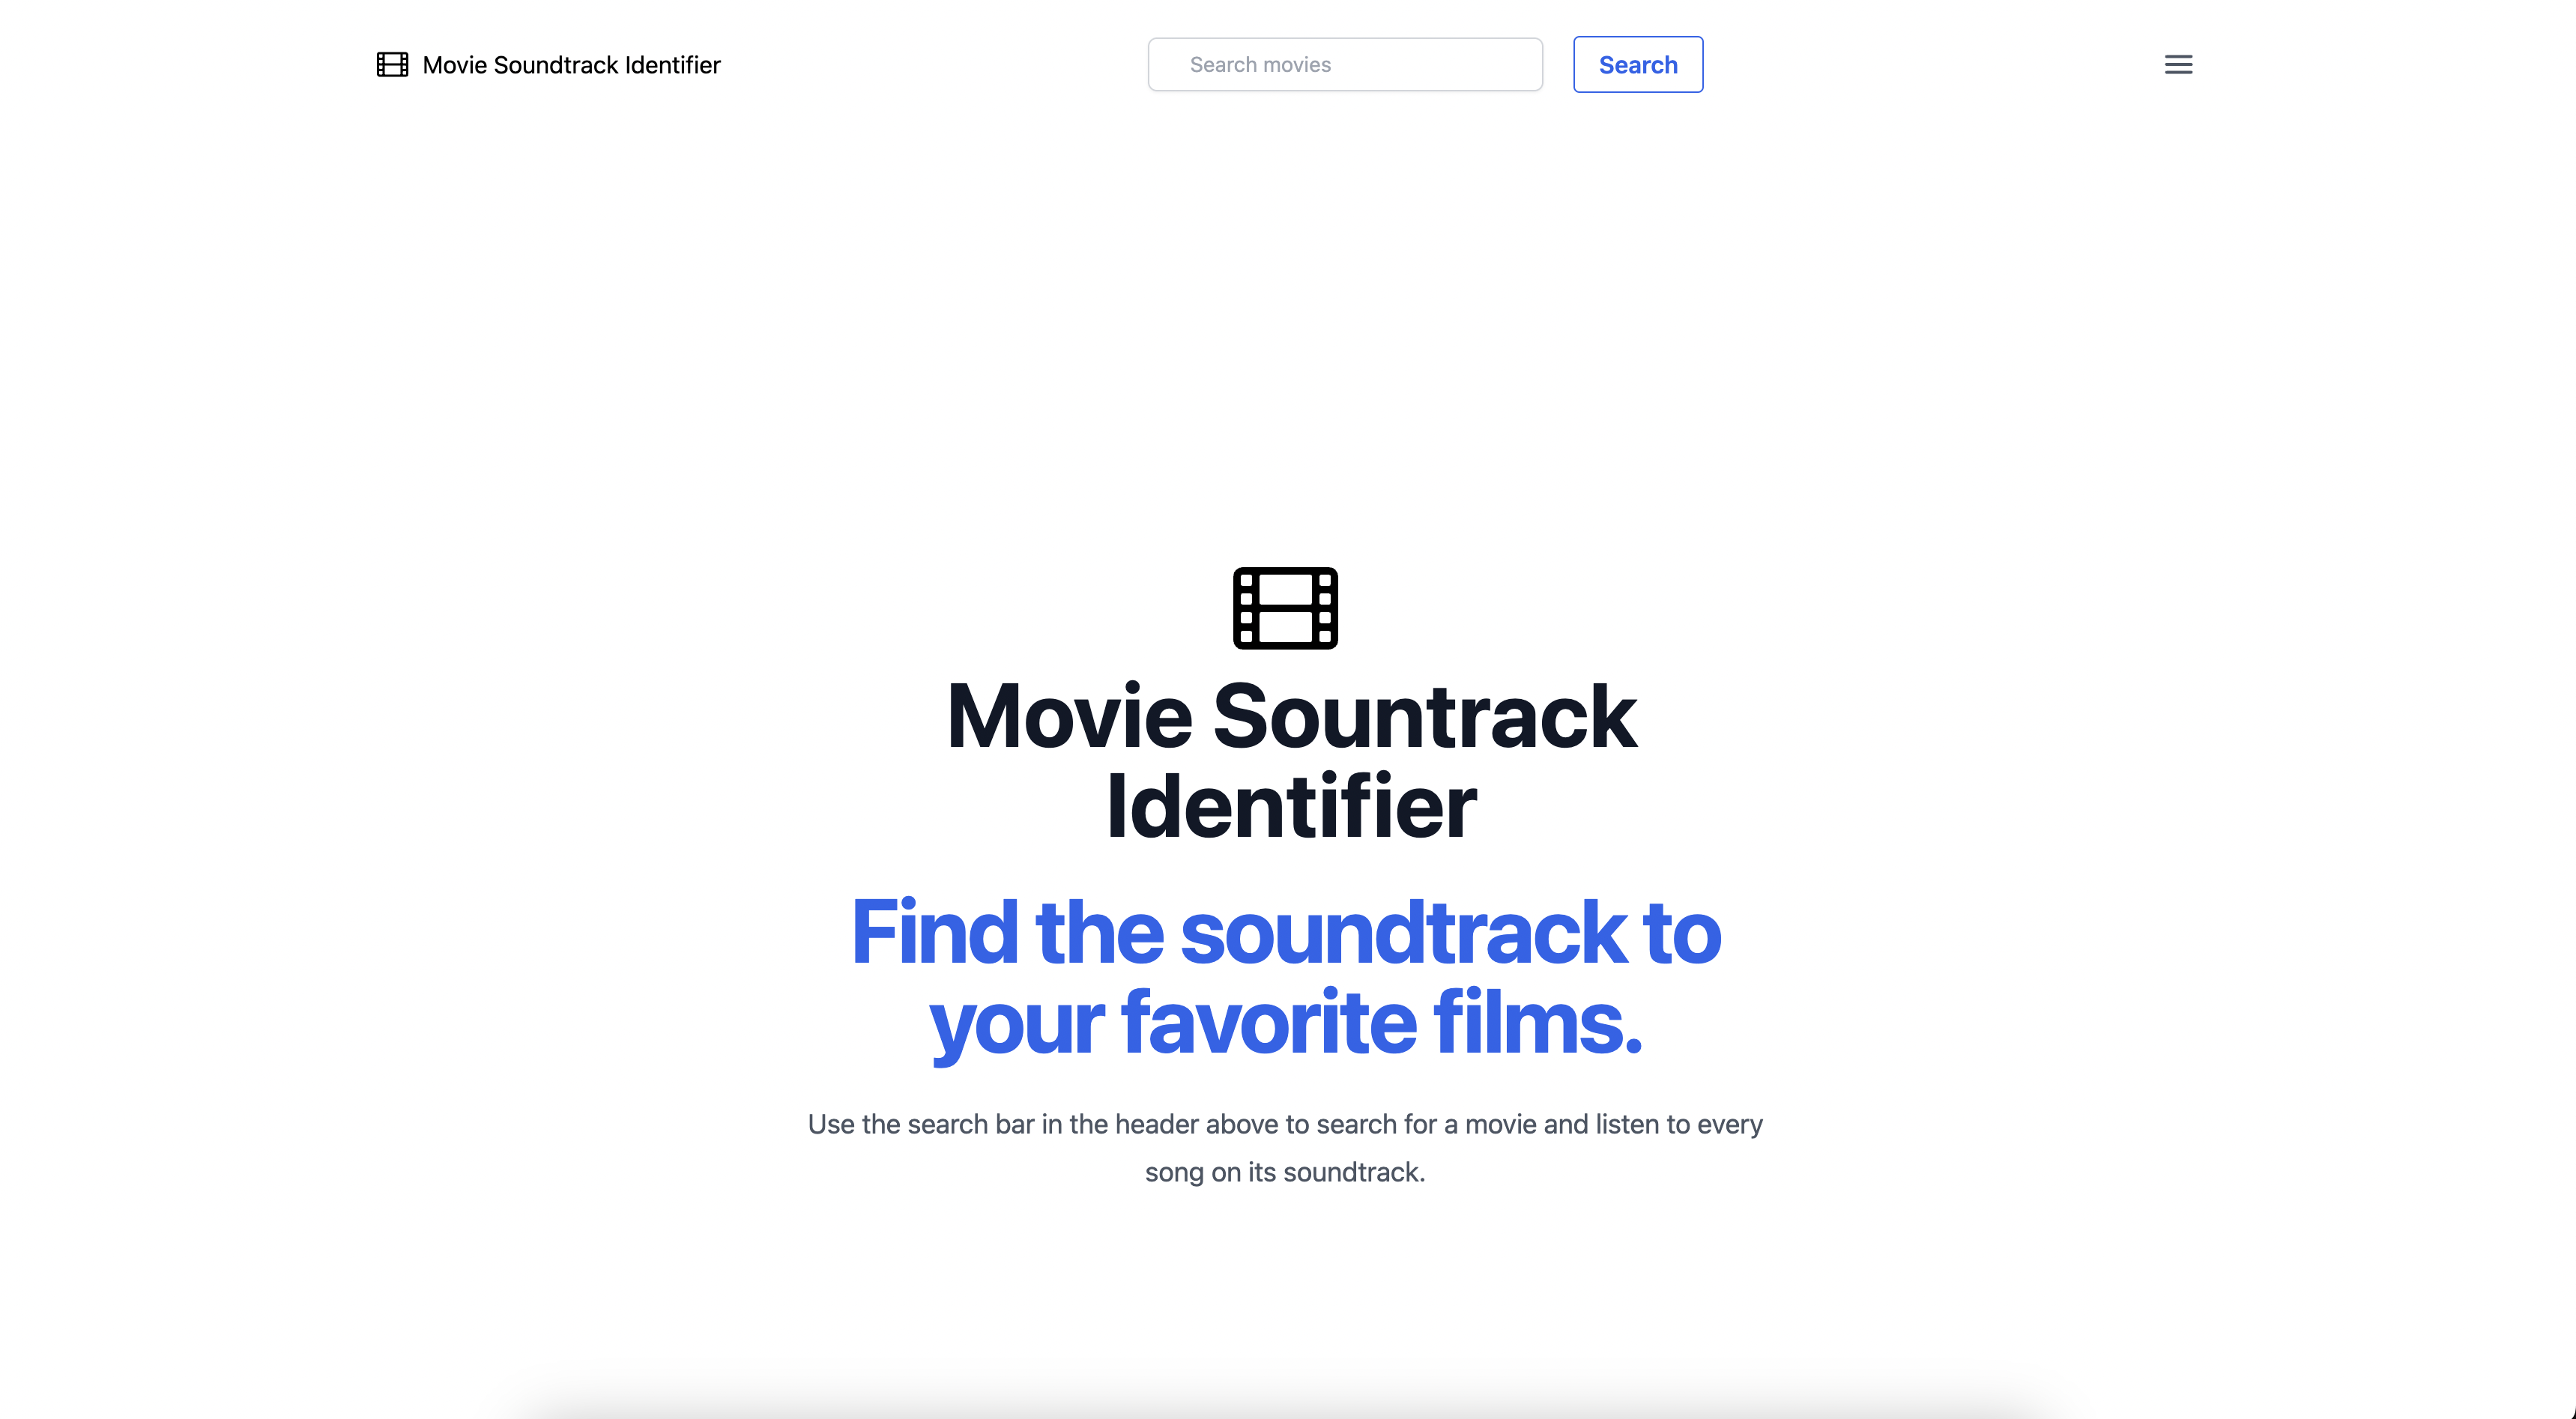 Movie Soundtrack Identifier
Search movies
Search
Movie Sountrack
Identifier
Find the soundtrack to
your favorite films.
Use the search bar in the header above to search for a movie and listen to every
song on its soundtrack.